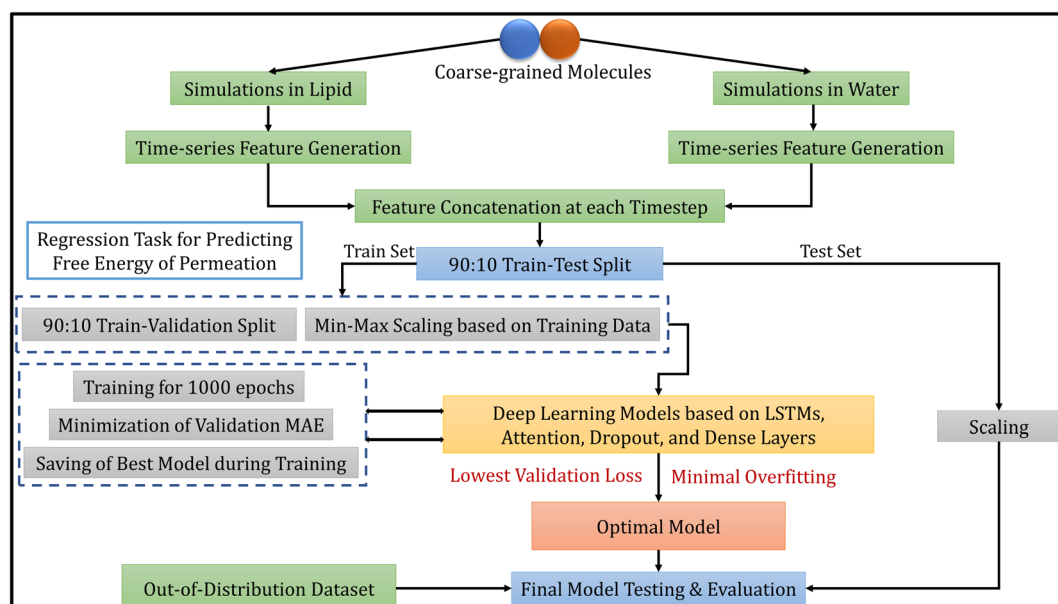 Coarse-grained Molecules
Simulations in Lipid
Simulations in Water
Time-series Feature Generation
Time-series Feature Generation
Feature Concatenation at each Timestep
Regression Task for Predicting
Free Energy of Permeation
Train Set
90:10 Train-Test Split
Test Set
90:10 Train-Validation Split
Min-Max Scaling based on Training Data
Training for 1000 epochs
Minimization of Validation MAE
Saving of Best Model during Training
Deep Learning Models based on LSTMs,
Attention, Dropout, and Dense Layers
Scaling
Lowest Validation Loss
Minimal Overfitting
Optimal Model
Out-of-Distribution Dataset
Final Model Testing & Evaluation